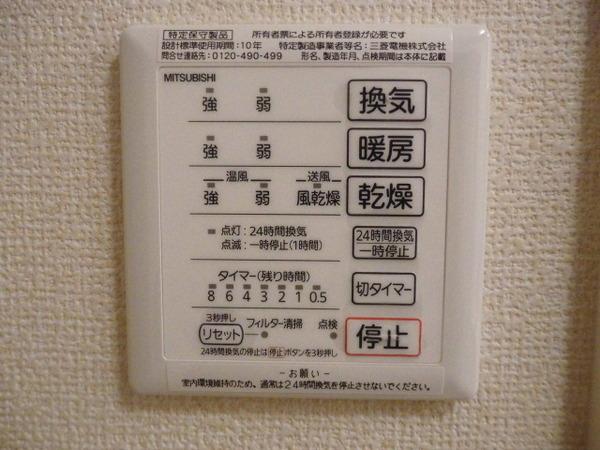 特定保守製品 所有者票による所有者登録が必要です
設計標準使用期間:10年 特定製造事業者等名:三菱電機株式会社
問合せ連絡先:0120-490-499 形名、製造年月、点検期間は本体に記載
MITSUBISHI
強 弱 換気
強 弱 暖房
温風 送風
強 弱 風乾燥 乾燥
点灯:24時間換気
点滅:一時停止(1時間)
24時間換気
一時停止
タイマー(残り時間)
8 6 4 3 2 1 0.5
切タイマー
3秒押し
リセット フィルター清掃 点検
停止
24時間換気の停止は停止ボタンを3秒押し
-お願い-
室内環境維持のため、通常は24時間換気を停止させないでください。